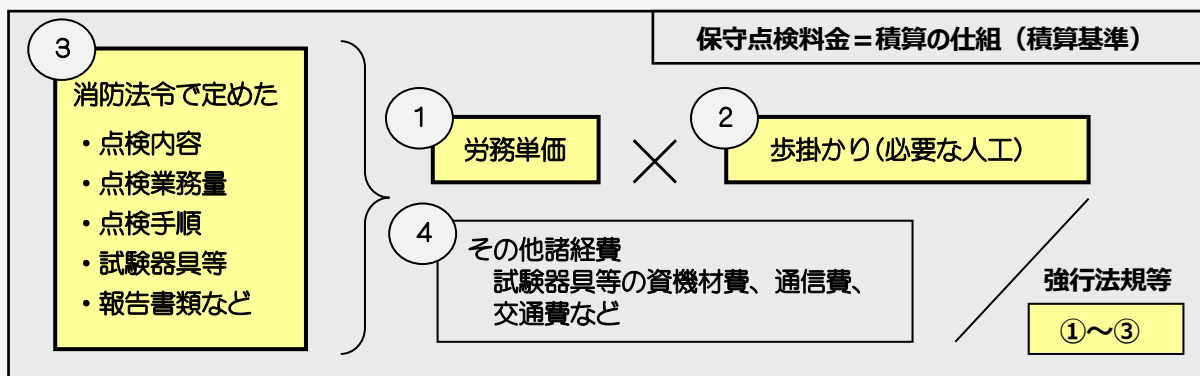 保守点検料金＝積算の仕組（積算基準）
③
消防法令で定めた
・点検内容
・点検業務量
・点検手順
・試験器具等
・報告書類など
①
労務単価
×
②
歩掛かり(必要な人工)
④
その他諸経費
試験器具等の資機材費、通信費、
交通費など
強行法規等
①～③